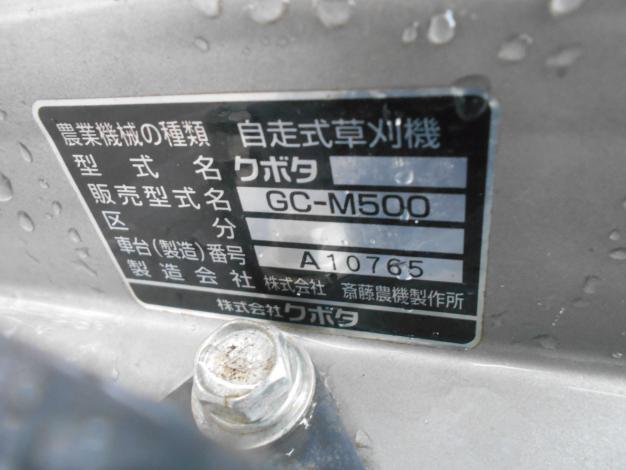 農業機械の種類 自走式草刈機
型式名 クボタ
販売型式名 GC-M500
区分
車台(製造)番号 A10765
製造会社 株式会社 斎藤農機製作所
株式会社クボタ